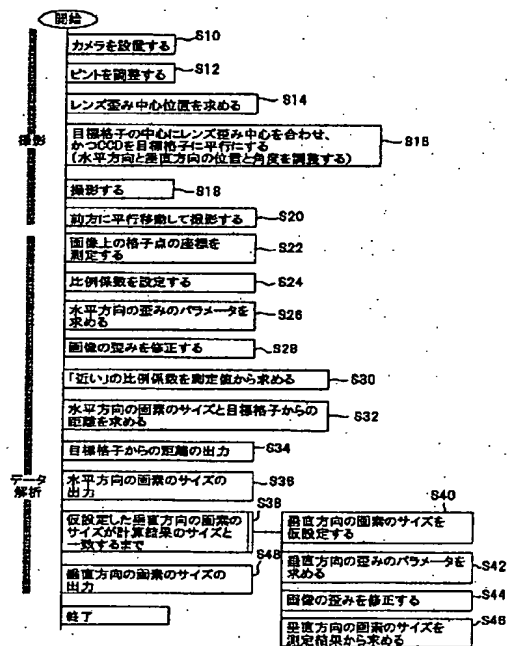 開始
カメラを設置する
S10
ピントを調整する
S12
レンズ歪み中心位置を求める
S14
撮影
目標格子の中心にレンズ歪み中心を合わせ、
かつCCDを目標格子に平行にする
(水平方向と垂直方向の位置と角度を調整する)
S16
撮影する
S18
前方に平行移動して撮影する
S20
画像上の格子点の座標を
測定する
S22
比例係数を設定する
S24
水平方向の歪みのパラメータを
求める
S26
画像の歪みを修正する
S28
「近い」の比例係数を測定値から求める
S30
水平方向の画素のサイズと目標格子からの
距離を求める
S32
目標格子からの距離の出力
S34
データ
解析
水平方向の画素のサイズの
出力
S36
仮設定した垂直方向の画素の
サイズが計算結果のサイズと
一致するまで
S38
垂直方向の画素のサイズを
仮設定する
S40
垂直方向の歪みのパラメータを
求める
S42
画像の歪みを修正する
S44
垂直方向の画素のサイズを
測定結果から求める
S46
垂直方向の画素のサイズの
出力
S48
終了